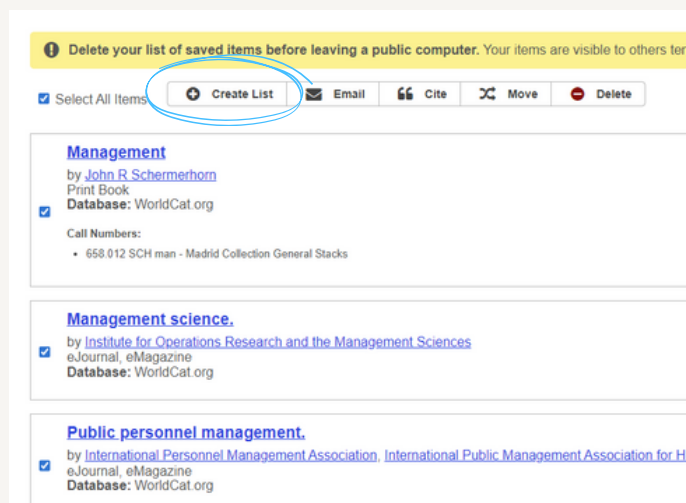 Delete your list of saved items before leaving a public computer. Your items are visible to others
Select All Items Create List Email Cite Move Delete
Management
by John R Schermerhorn
Print Book
Database: WorldCat.org
Call Numbers:
• 658.012 SCH man - Madrid Collection General Stacks
Management science.
by Institute for Operations Research and the Management Sciences
eJournal, eMagazine
Database: WorldCat.org
Public personnel management.
by International Personnel Management Association, International Public Management Association for H
eJournal, eMagazine
Database: WorldCat.org